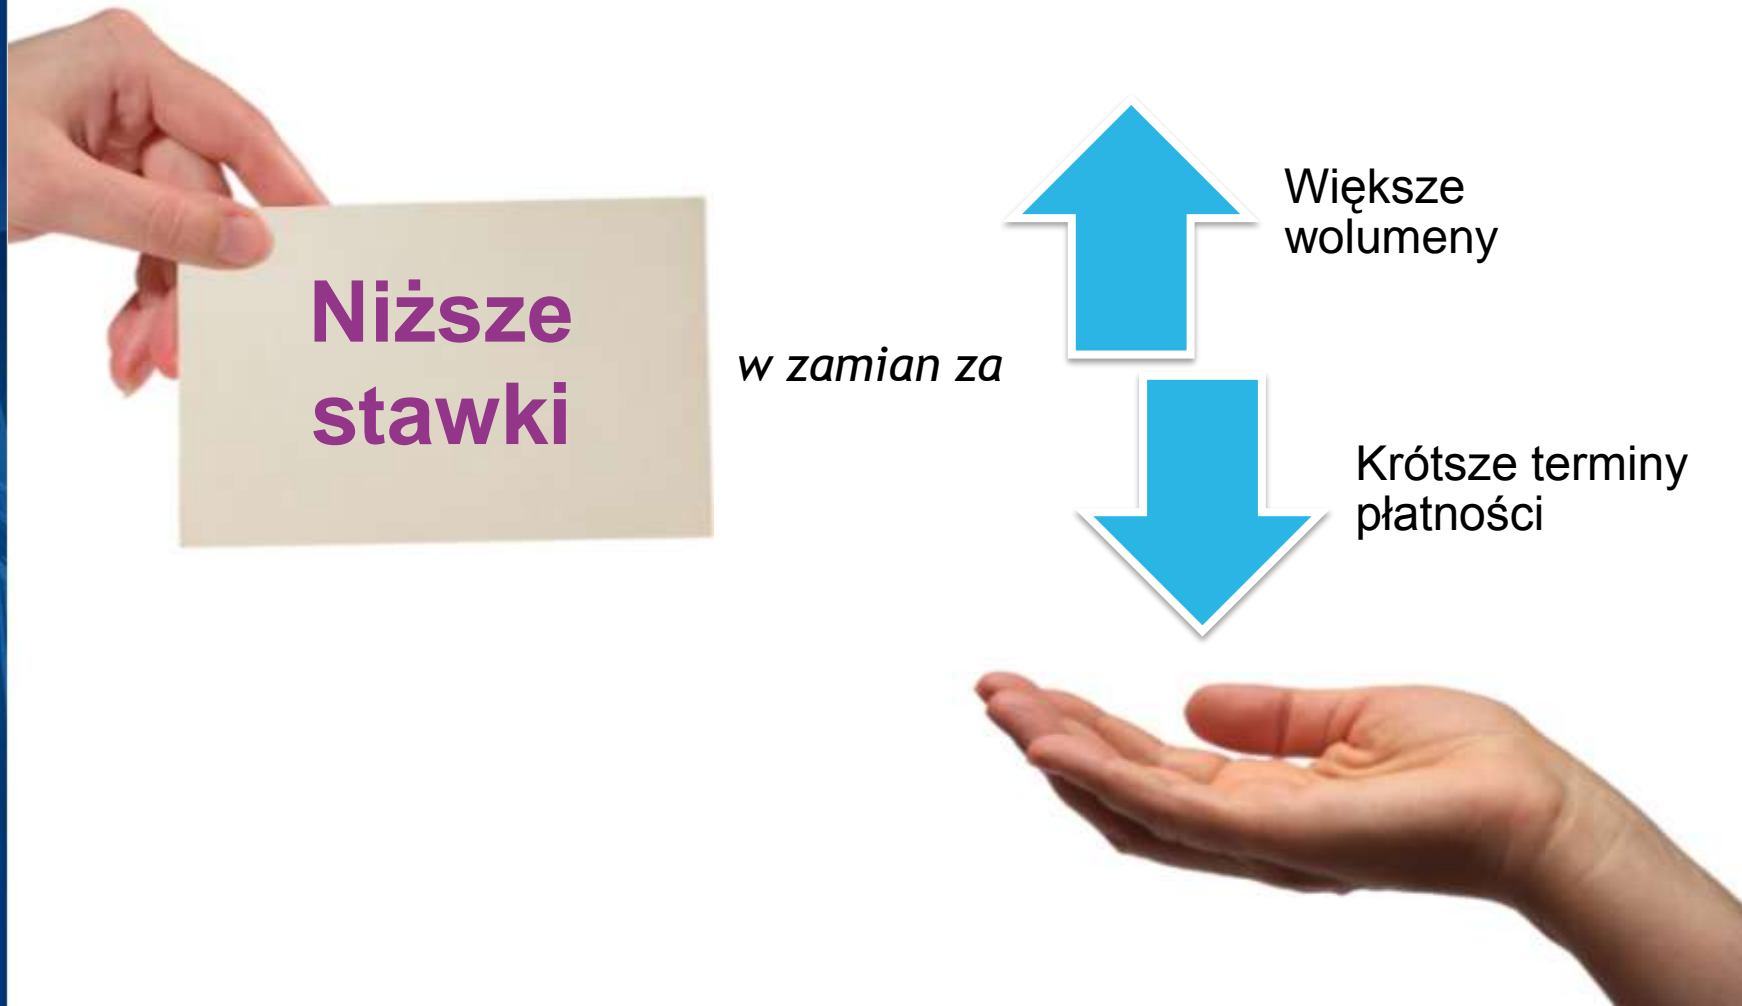 Niższe
stawki
w zamian za
Większe
wolumeny
Krótsze terminy
płatności